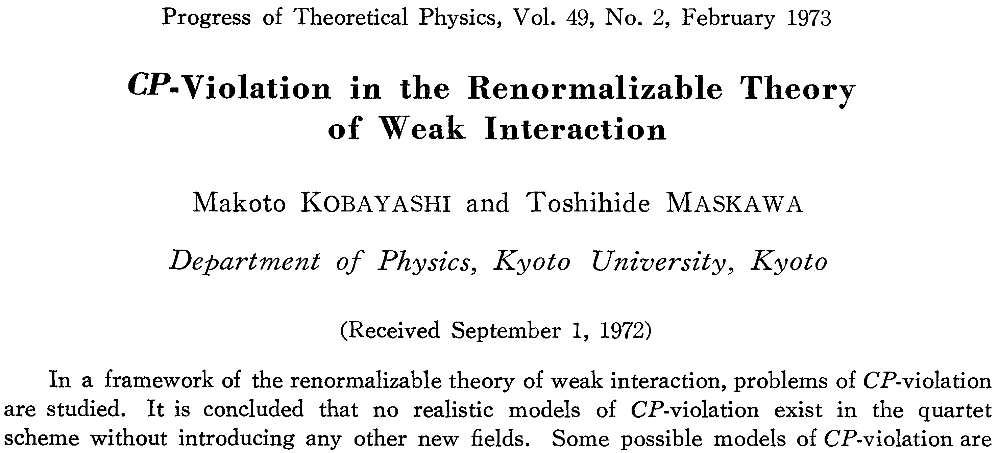 Progress of Theoretical Physics, Vol. 49, No. 2, February 1973
CP-Violation in the Renormalizable Theory
of Weak Interaction
Makoto KOBAYASHI and Toshihide MASKAWA
Department of Physics, Kyoto University, Kyoto
(Received September 1, 1972)
In a framework of the renormalizable theory of weak interaction, problems of CP-violation
are studied. It is concluded that no realistic models of CP-violation exist in the quartet
scheme without introducing any other new fields. Some possible models of CP-violation are